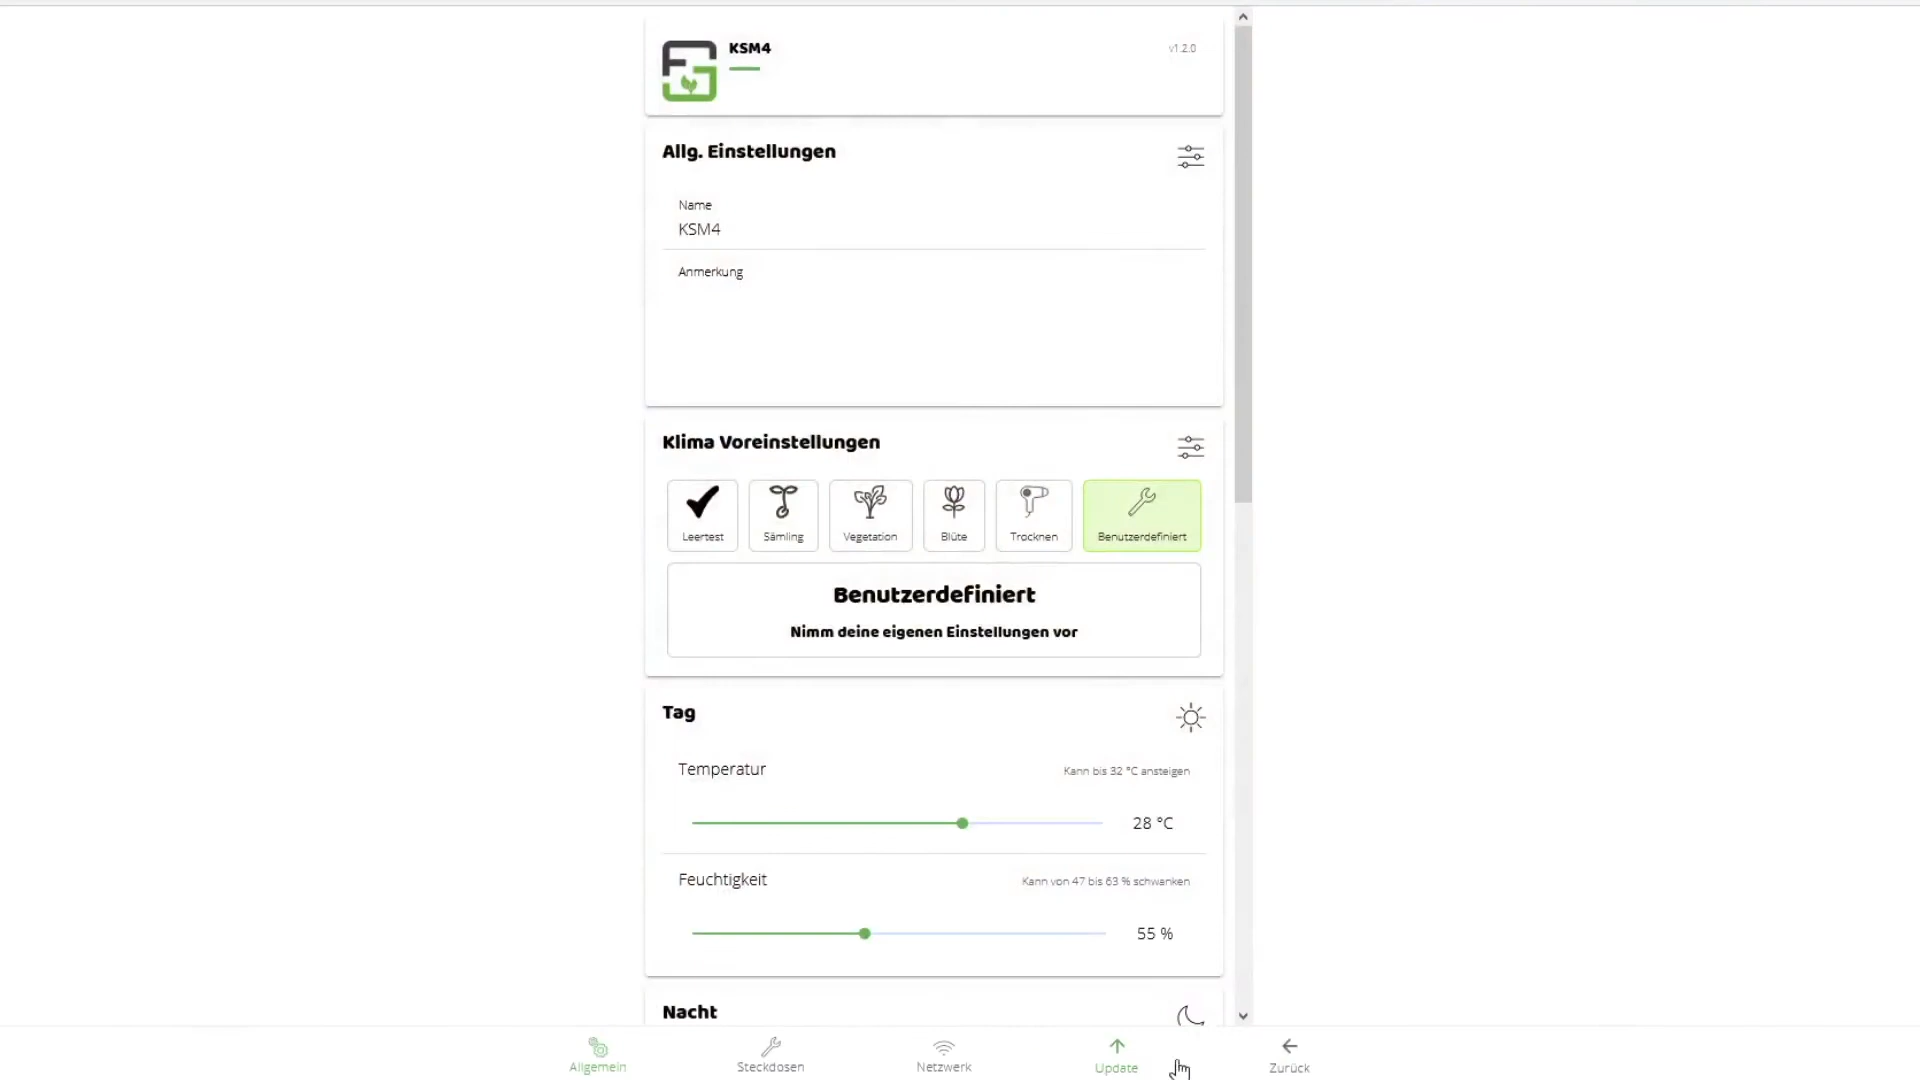 KSM4
v1.2.0
Allg. Einstellungen
Name
KSM4
Anmerkung
Klima Voreinstellungen
Leertest
Sämling
Vegetation
Blüte
Trocknen
Benutzerdefiniert
Benutzerdefiniert
Nimm deine eigenen Einstellungen vor
Tag
Temperatur
Kann bis 32 °C ansteigen
28 °C
Feuchtigkeit
Kann von 47 bis 63 % schwanken
55 %
Nacht
Allgemein
Steckdosen
Netzwerk
Update
Zurück